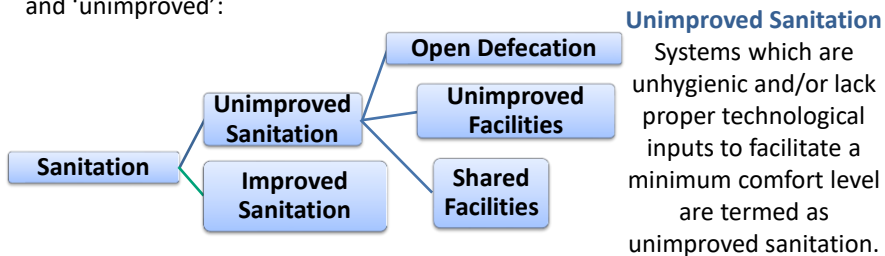 and ‘unimproved’:
Open Defecation
Unimproved
Sanitation
Unimproved
Facilities
Sanitation
Improved
Sanitation
Shared
Facilities
Unimproved Sanitation
Systems which are
unhygienic and/or lack
proper technological
inputs to facilitate a
minimum comfort level
are termed as
unimproved sanitation.